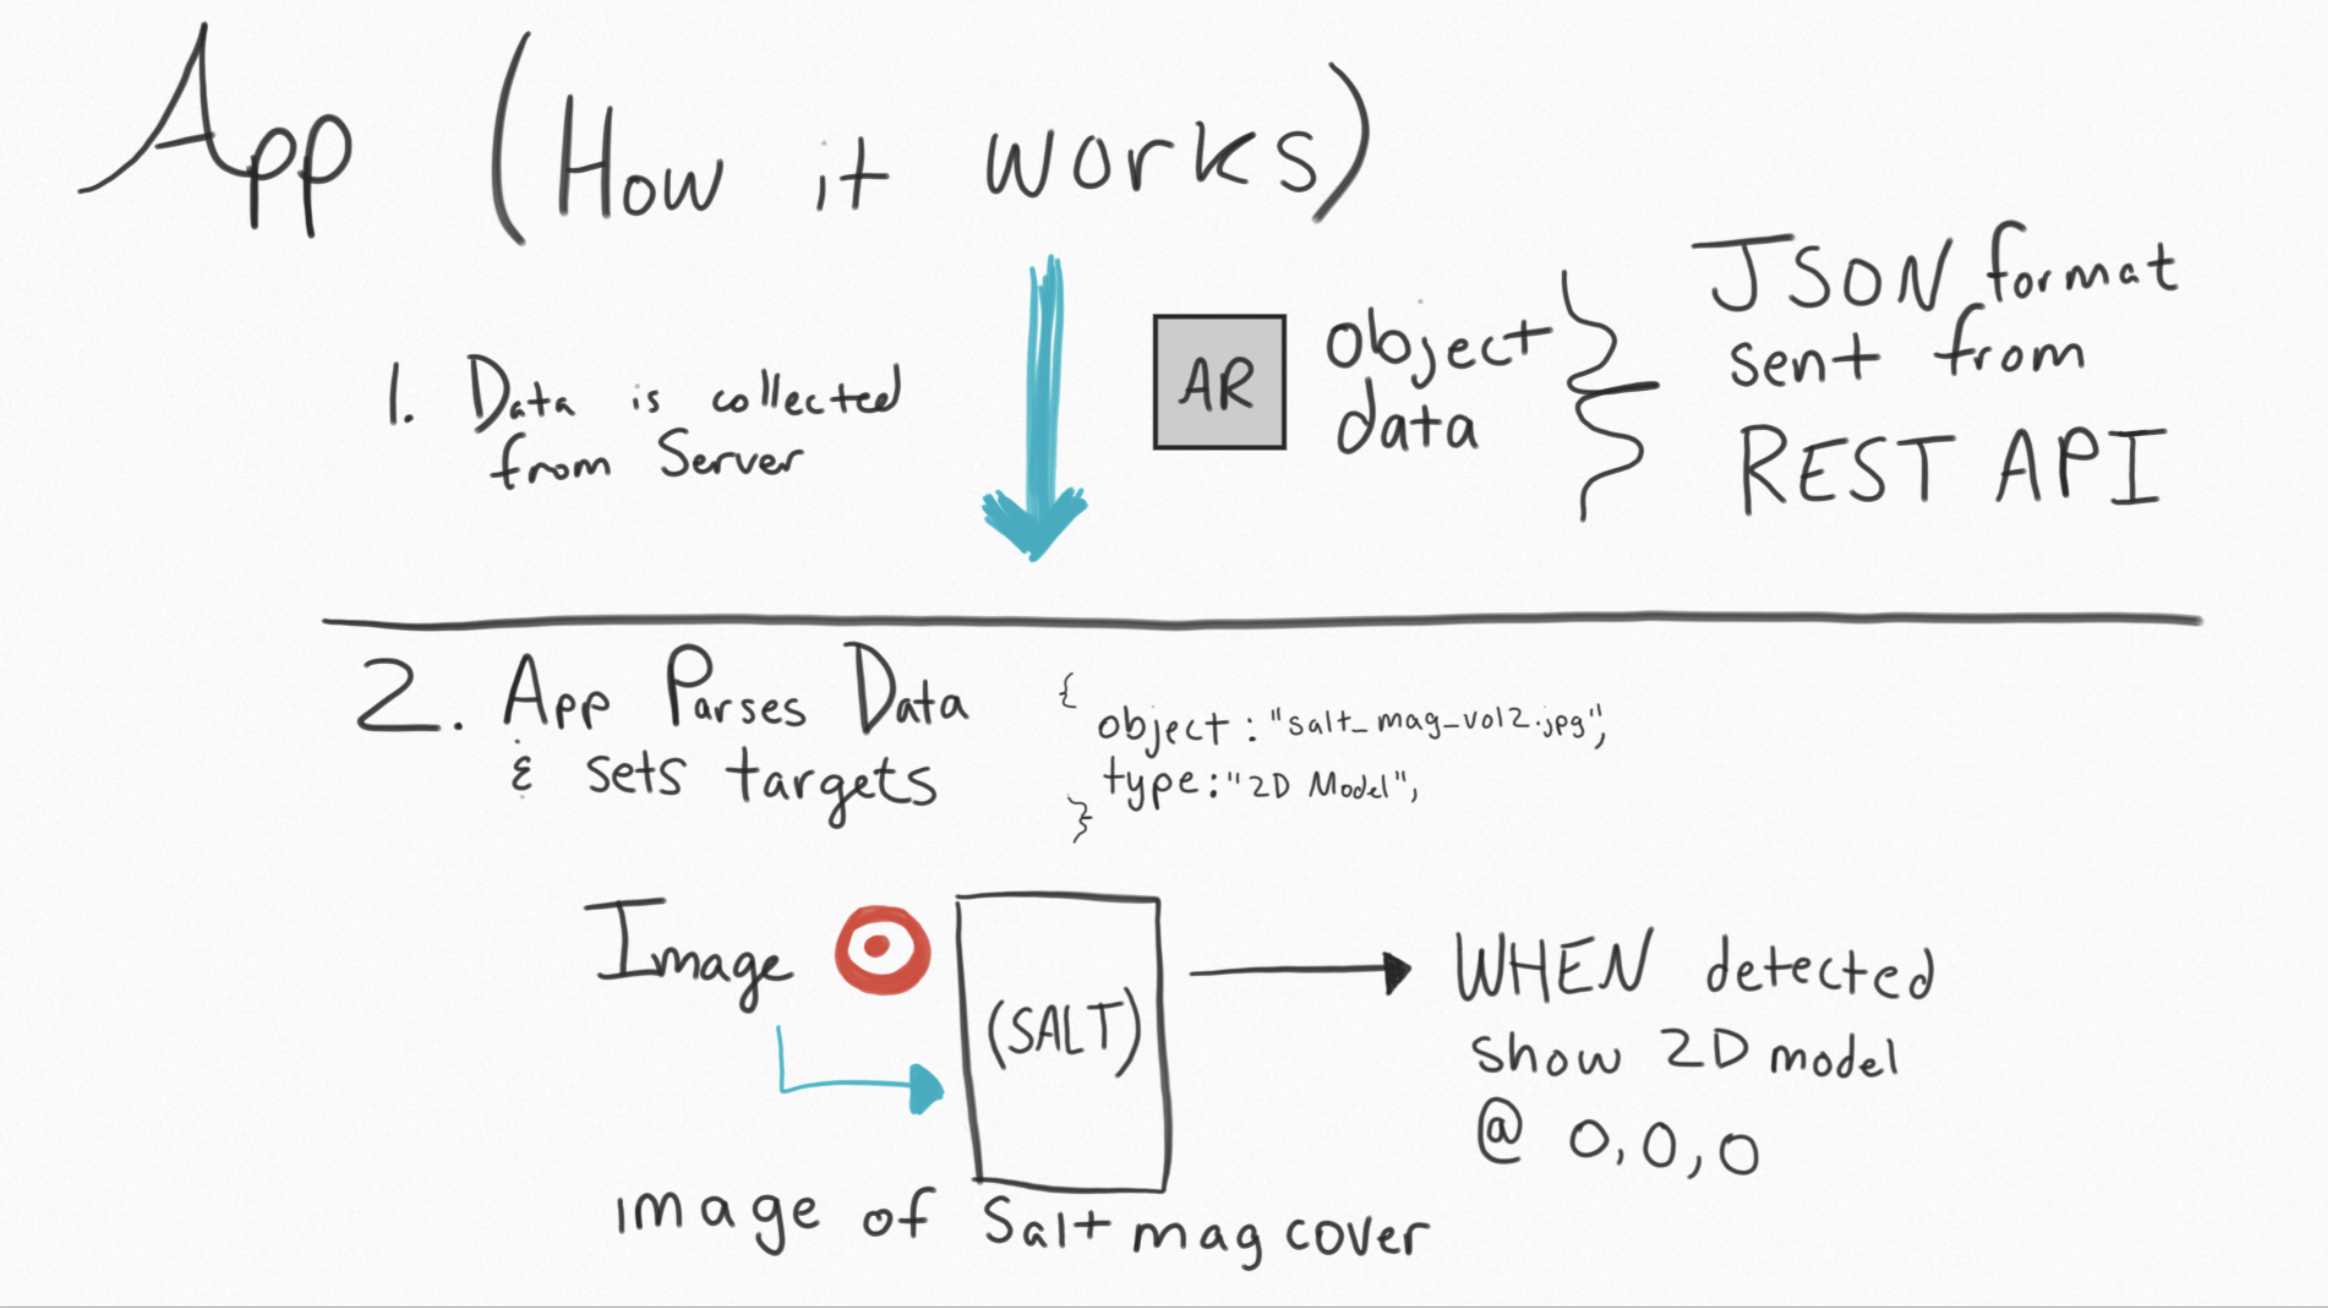 App (How it works)
1. Data is collected
from Server
AR
object
data
JSON format
sent from
REST API
2. App Parses Data
& sets targets
{
object : "salt_mag_vol2.jpg",
type : "2D Model",
}
Image
(SALT)
WHEN detected
show 2D model
@ 0,0,0
image of Salt mag cover